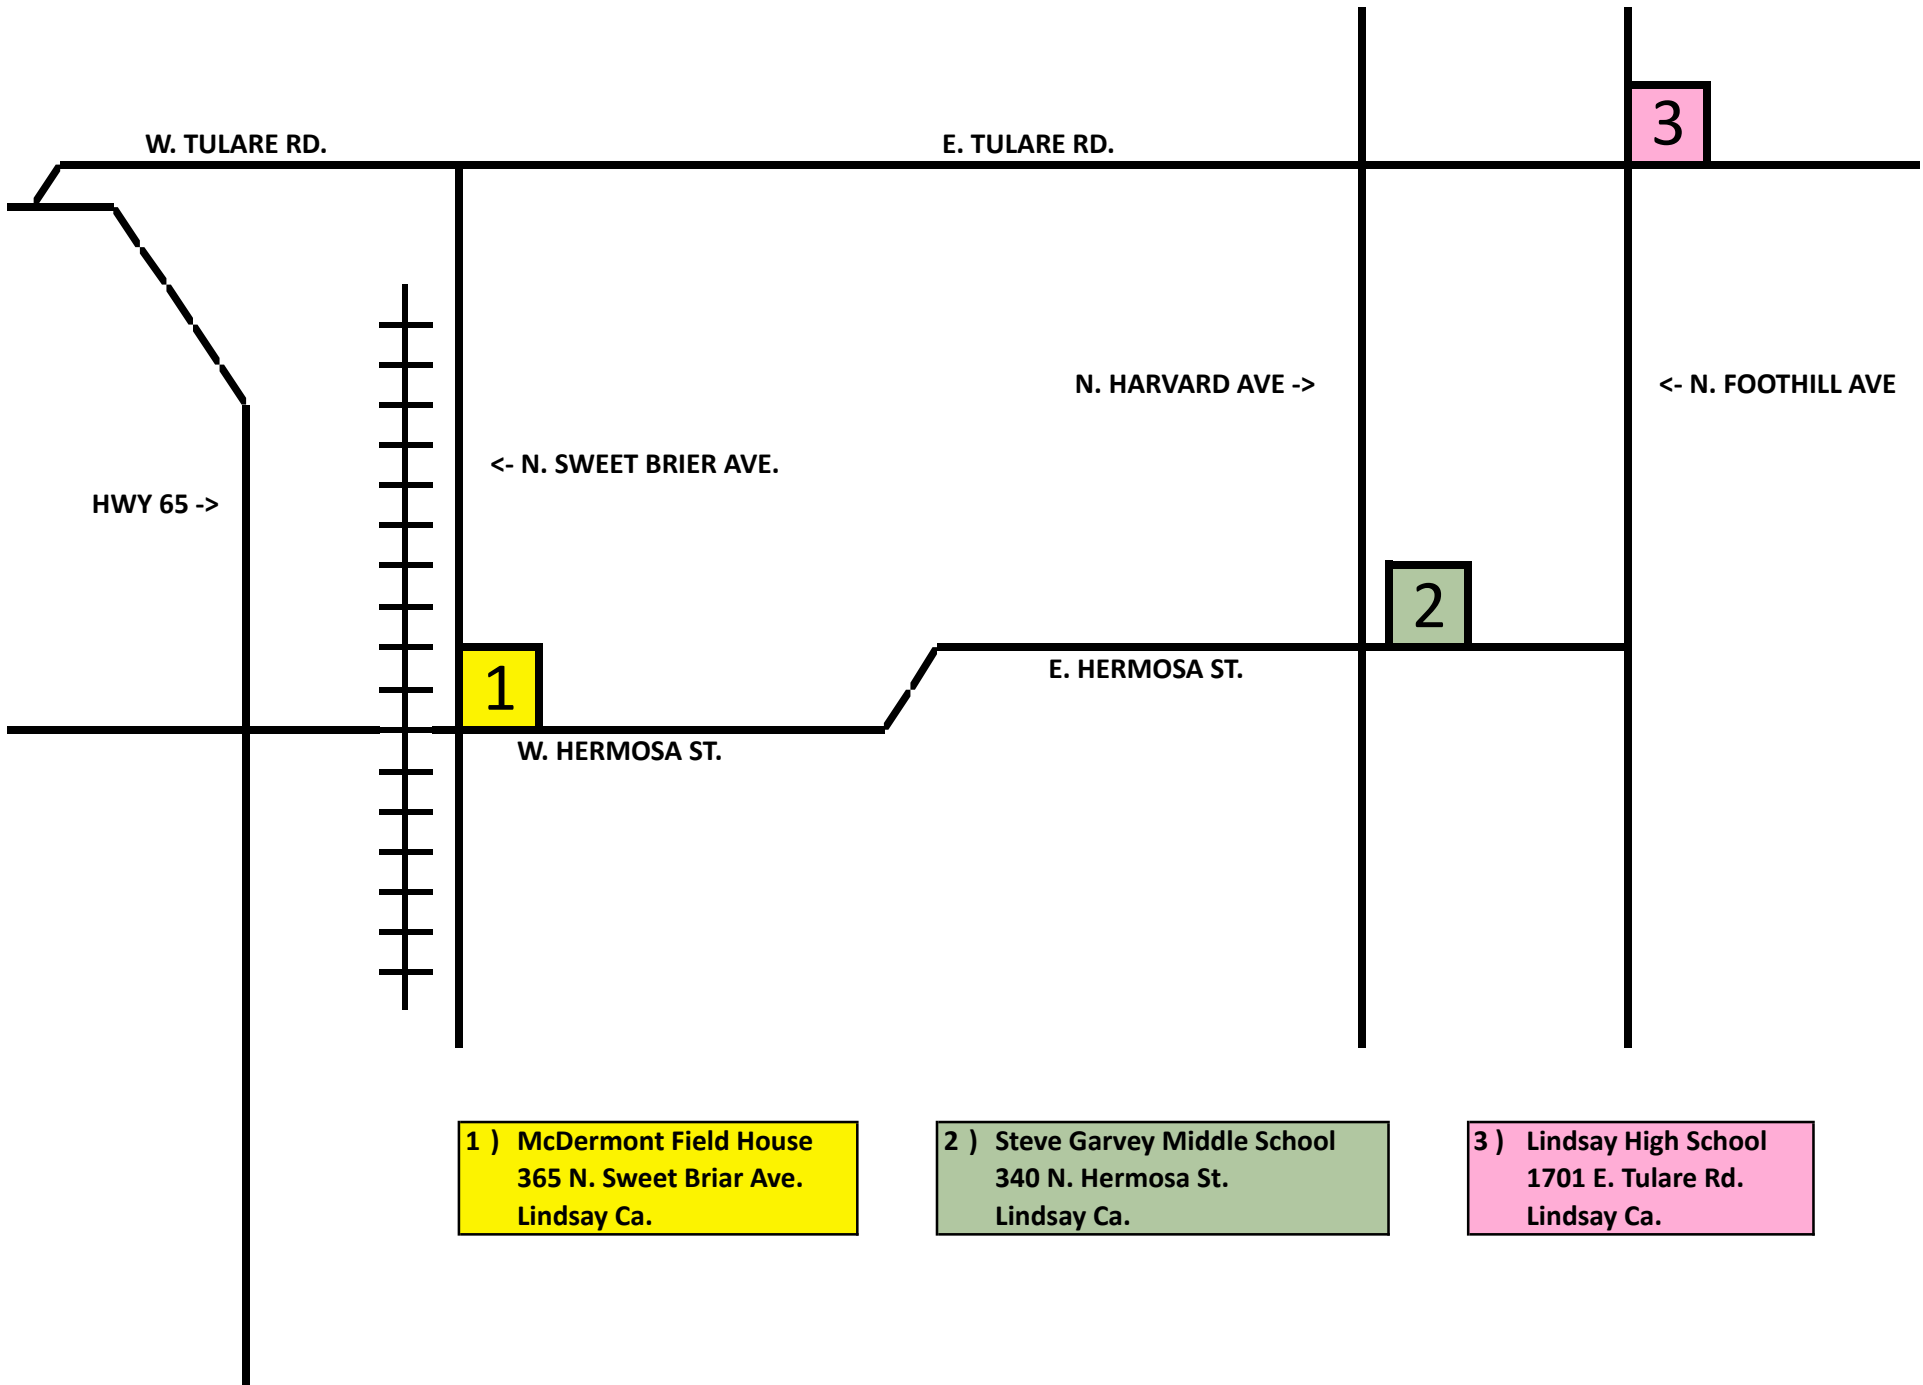 3
W. TULARE RD.
E. TULARE RD.
N. HARVARD AVE ->
<- N. FOOTHILL AVE
<- N. SWEET BRIER AVE.
HWY 65 ->
2
1
E. HERMOSA ST.
W. HERMOSA ST.
1 ) McDermont Field House
365 N. Sweet Briar Ave.
Lindsay Ca.
2 ) Steve Garvey Middle School
340 N. Hermosa St.
Lindsay Ca.
3 ) Lindsay High School
1701 E. Tulare Rd.
Lindsay Ca.